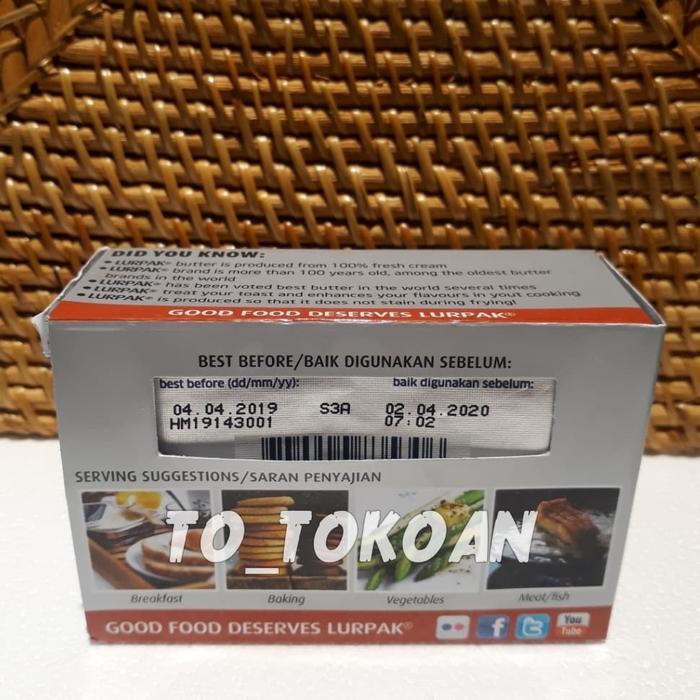 DID YOU KNOW:
• LURPAK® butter is produced from 100% fresh cream
• LURPAK® brand is more than 100 years old, among the oldest butter
brands in the world
• LURPAK® has been voted best butter in the world several times
• LURPAK® treat your toast and enhances your flavours in your cooking
• LURPAK® is produced so that it does not stain during frying!
GOOD FOOD DESERVES LURPAK®
BEST BEFORE/BAIK DIGUNAKAN SEBELUM:
best before (dd/mm/yy): baik digunakan sebelum:
04.04.2019 S3A 02.04.2020
HM19143001 07:02
SERVING SUGGESTIONS/SARAN PENYAJIAN
TO_TOKOAN
Breakfast Baking Vegetables Meat/fish
GOOD FOOD DESERVES LURPAK® f t You Tube